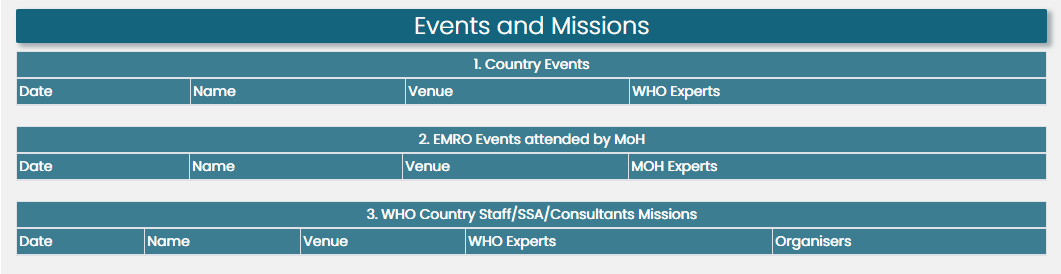 Events and Missions
1. Country Events
Date Name Venue WHO Experts
2. EMRO Events attended by MoH
Date Name Venue MOH Experts
3. WHO Country Staff/SSA/Consultants Missions
Date Name Venue WHO Experts Organisers